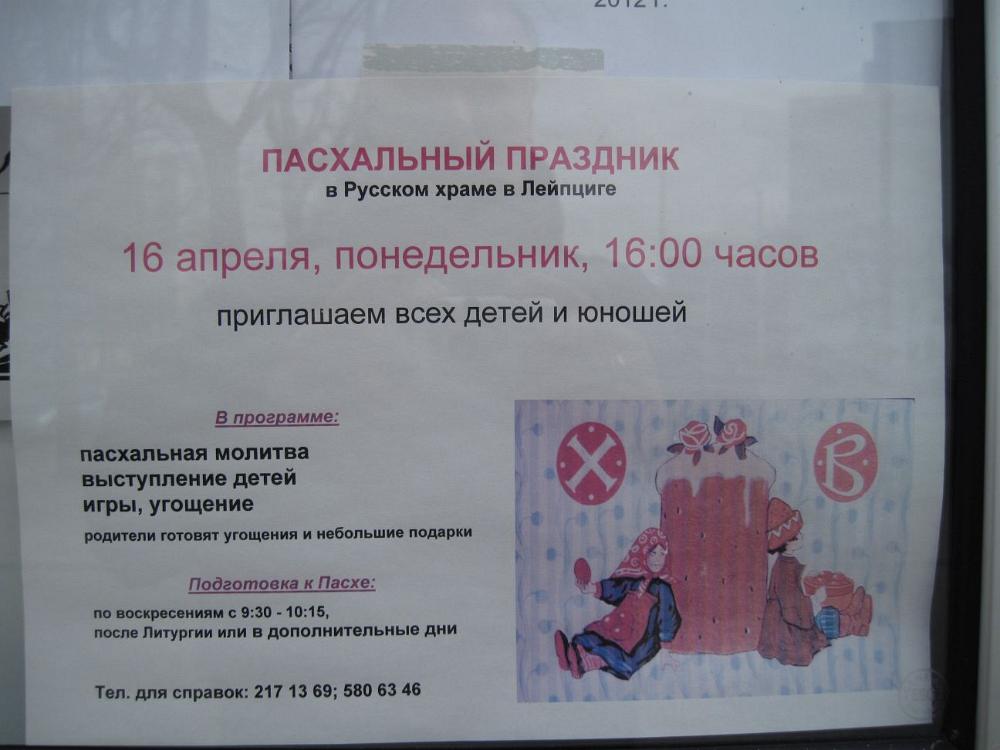 2012 г.
ПАСХАЛЬНЫЙ ПРАЗДНИК
в Русском храме в Лейпциге
16 апреля, понедельник, 16:00 часов
приглашаем всех детей и юношей
В программе:
пасхальная молитва
выступление детей
игры, угощение
родители готовят угощения и небольшие подарки
Подготовка к Пасхе:
по воскресениям с 9:30 - 10:15,
после Литургии или в дополнительные дни
Тел. для справок: 217 13 69; 580 63 46
Х В